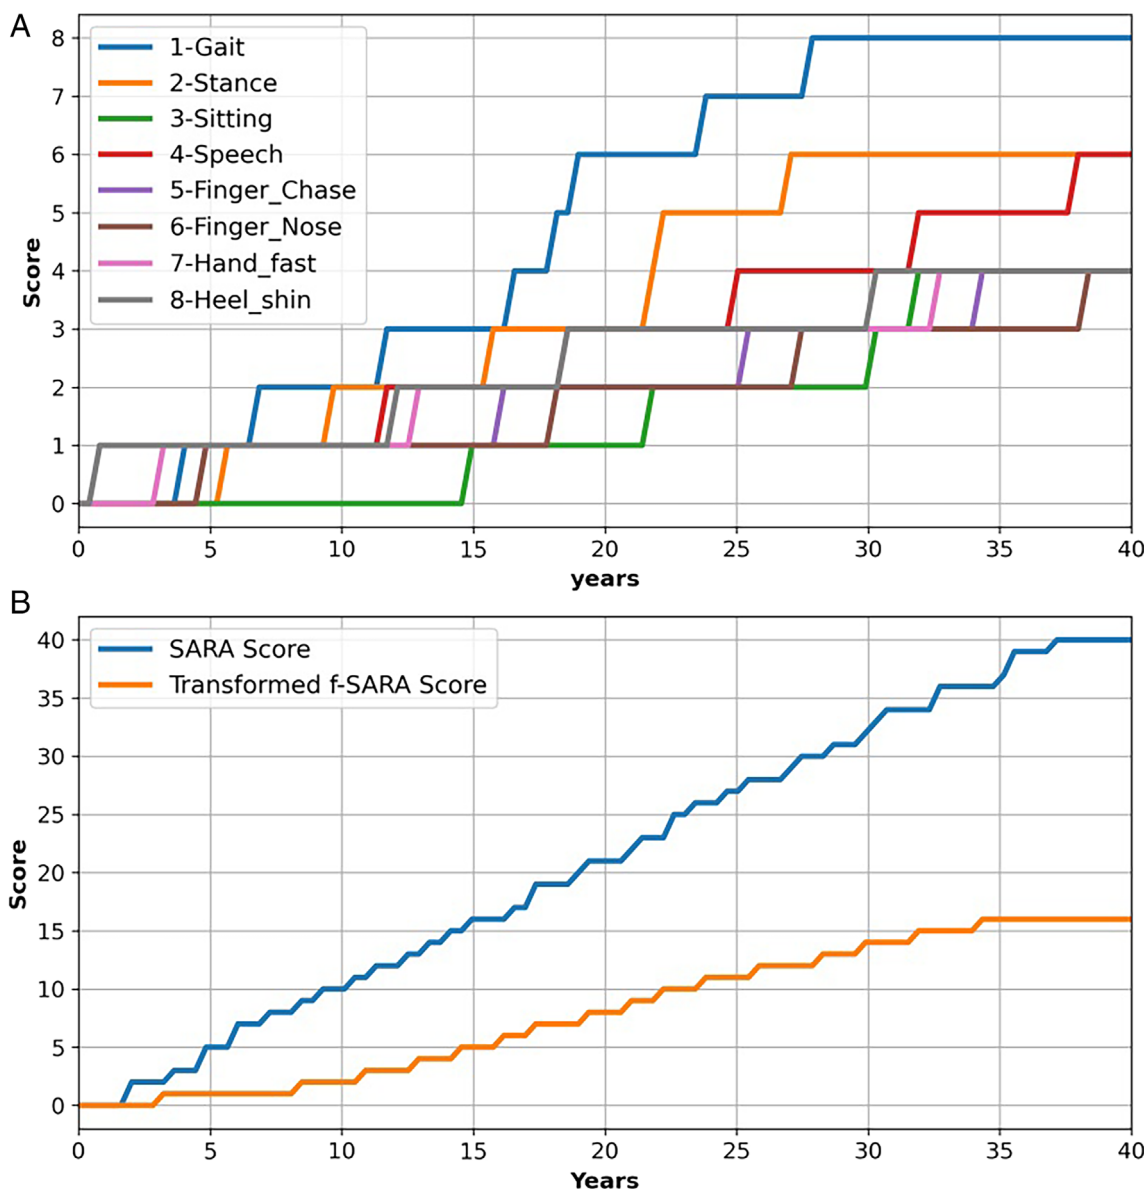 A
8
7
6
5
4
3
2
1
0
Score
1-Gait
2-Stance
3-Sitting
4-Speech
5-Finger_Chase
6-Finger_Nose
7-Hand_fast
8-Heel_shin
0 5 10 15 20 25 30 35 40
years
B
40
35
30
25
20
15
10
5
0
Score
SARA Score
Transformed f-SARA Score
0 5 10 15 20 25 30 35 40
Years